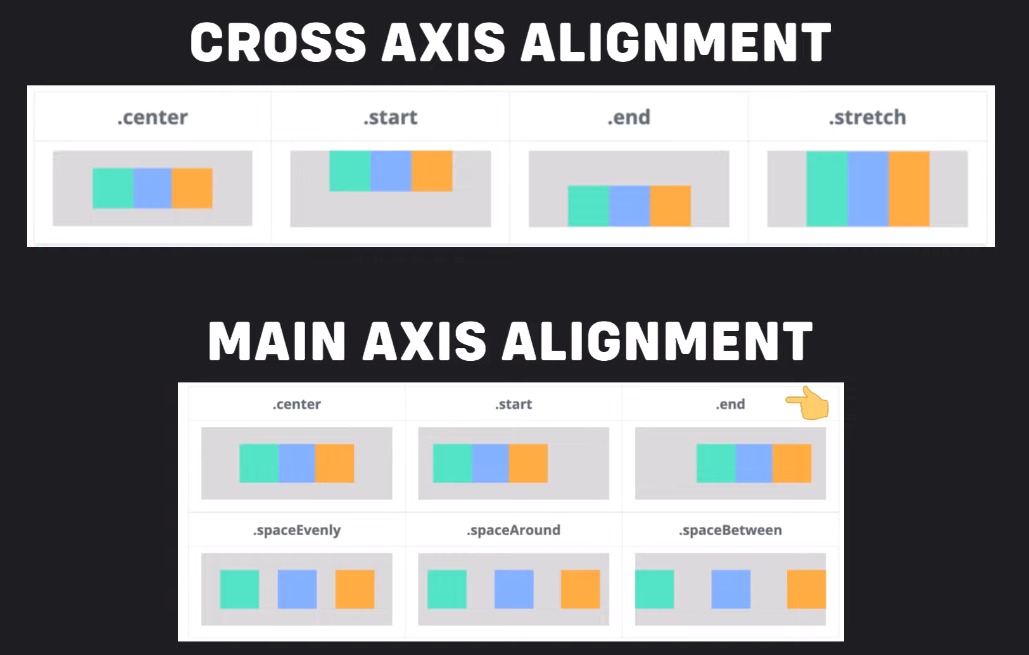 CROSS AXIS ALIGNMENT
.center .start .end .stretch
MAIN AXIS ALIGNMENT
.center .start .end
.spaceEvenly .spaceAround .spaceBetween